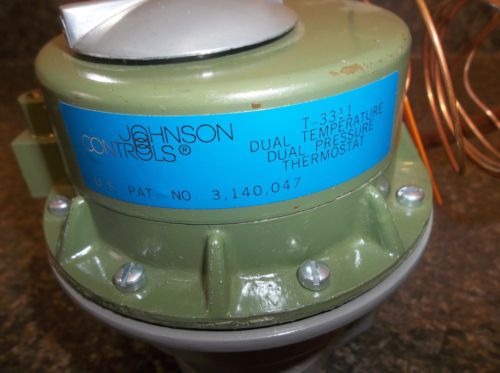 JOHNSON
CONTROLS®
T-3311
DUAL TEMPERATURE
DUAL PRESSURE
THERMOSTAT
U.S. PAT. NO. 3,140,047